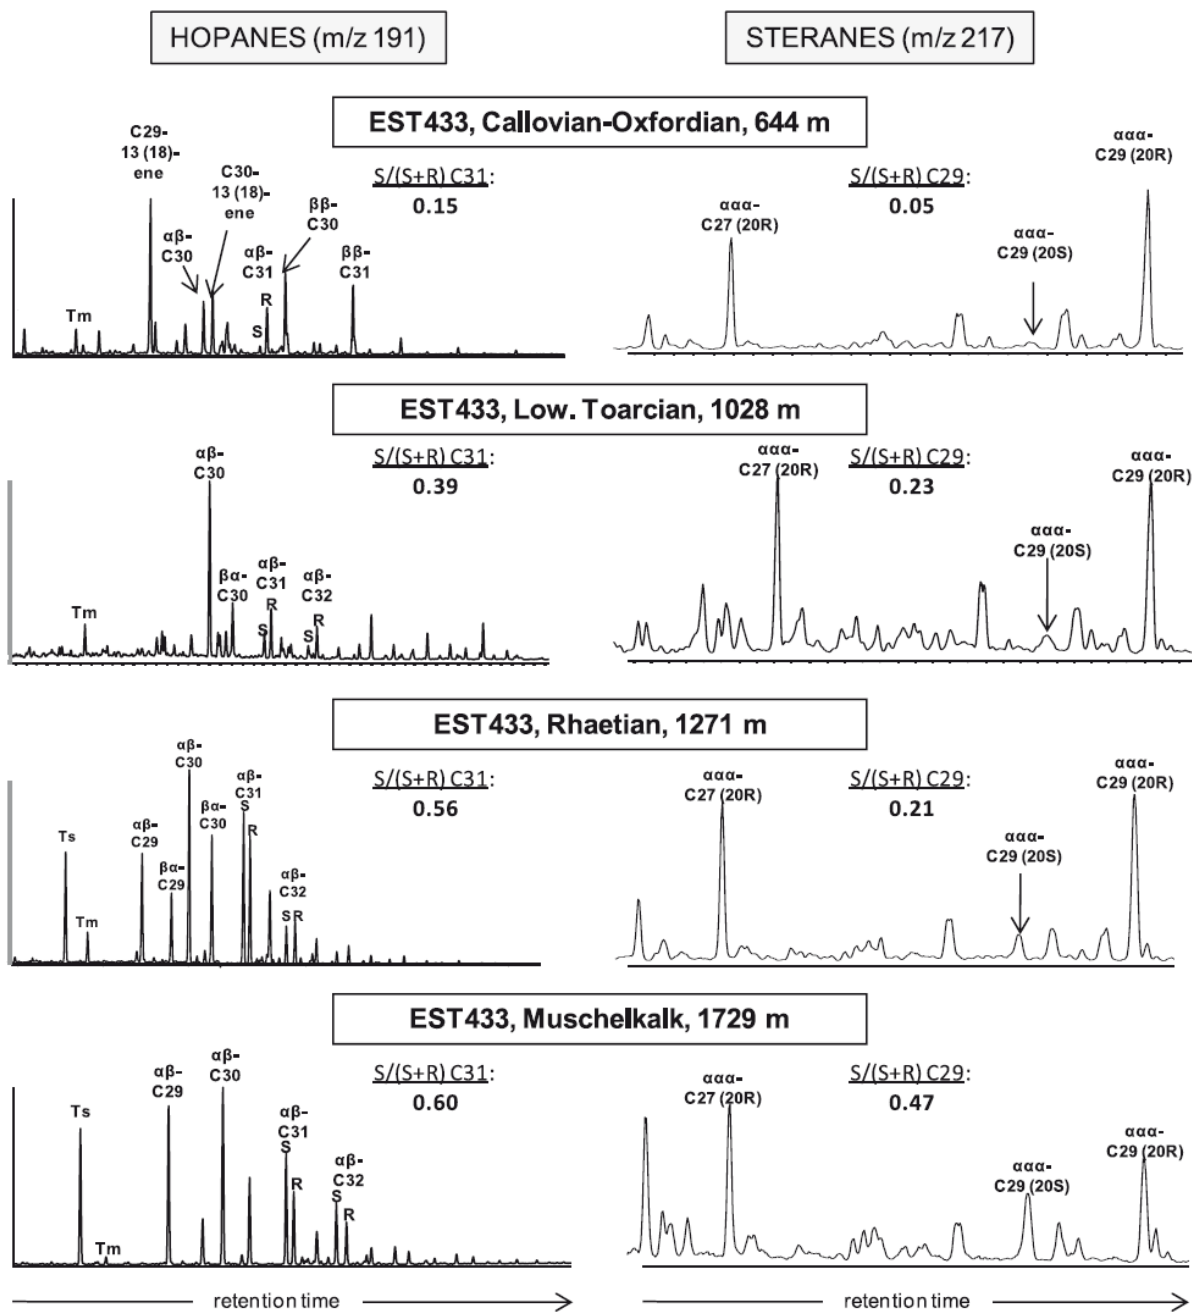 HOPANES (m/z 191)
STERANES (m/z 217)
EST433, Callovian-Oxfordian, 644 m
C29-
13 (18)-
ene
C30-
13 (18)-
ene
αβ-
C30
ββ-
C30
αβ-
C31
ββ-
C31
Tm
S
R
S/(S+R) C31:
0.15
ααα-
C27 (20R)
S/(S+R) C29:
0.05
ααα-
C29 (20S)
ααα-
C29 (20R)
EST433, Low. Toarcian, 1028 m
αβ-
C30
S/(S+R) C31:
0.39
βα-
C30
αβ-
C31
αβ-
C32
Tm
S
R
S
R
ααα-
C27 (20R)
S/(S+R) C29:
0.23
ααα-
C29 (20S)
ααα-
C29 (20R)
EST433, Rhaetian, 1271 m
αβ-
C30
S/(S+R) C31:
0.56
Ts
Tm
αβ-
C29
βα-
C29
βα-
C30
αβ-
C31
S
R
αβ-
C32
S R
ααα-
C27 (20R)
S/(S+R) C29:
0.21
ααα-
C29 (20S)
ααα-
C29 (20R)
EST433, Muschelkalk, 1729 m
Ts
Tm
αβ-
C29
αβ-
C30
S/(S+R) C31:
0.60
αβ-
C31
S
R
αβ-
C32
S
R
ααα-
C27 (20R)
S/(S+R) C29:
0.47
ααα-
C29 (20S)
ααα-
C29 (20R)
retention time
retention time